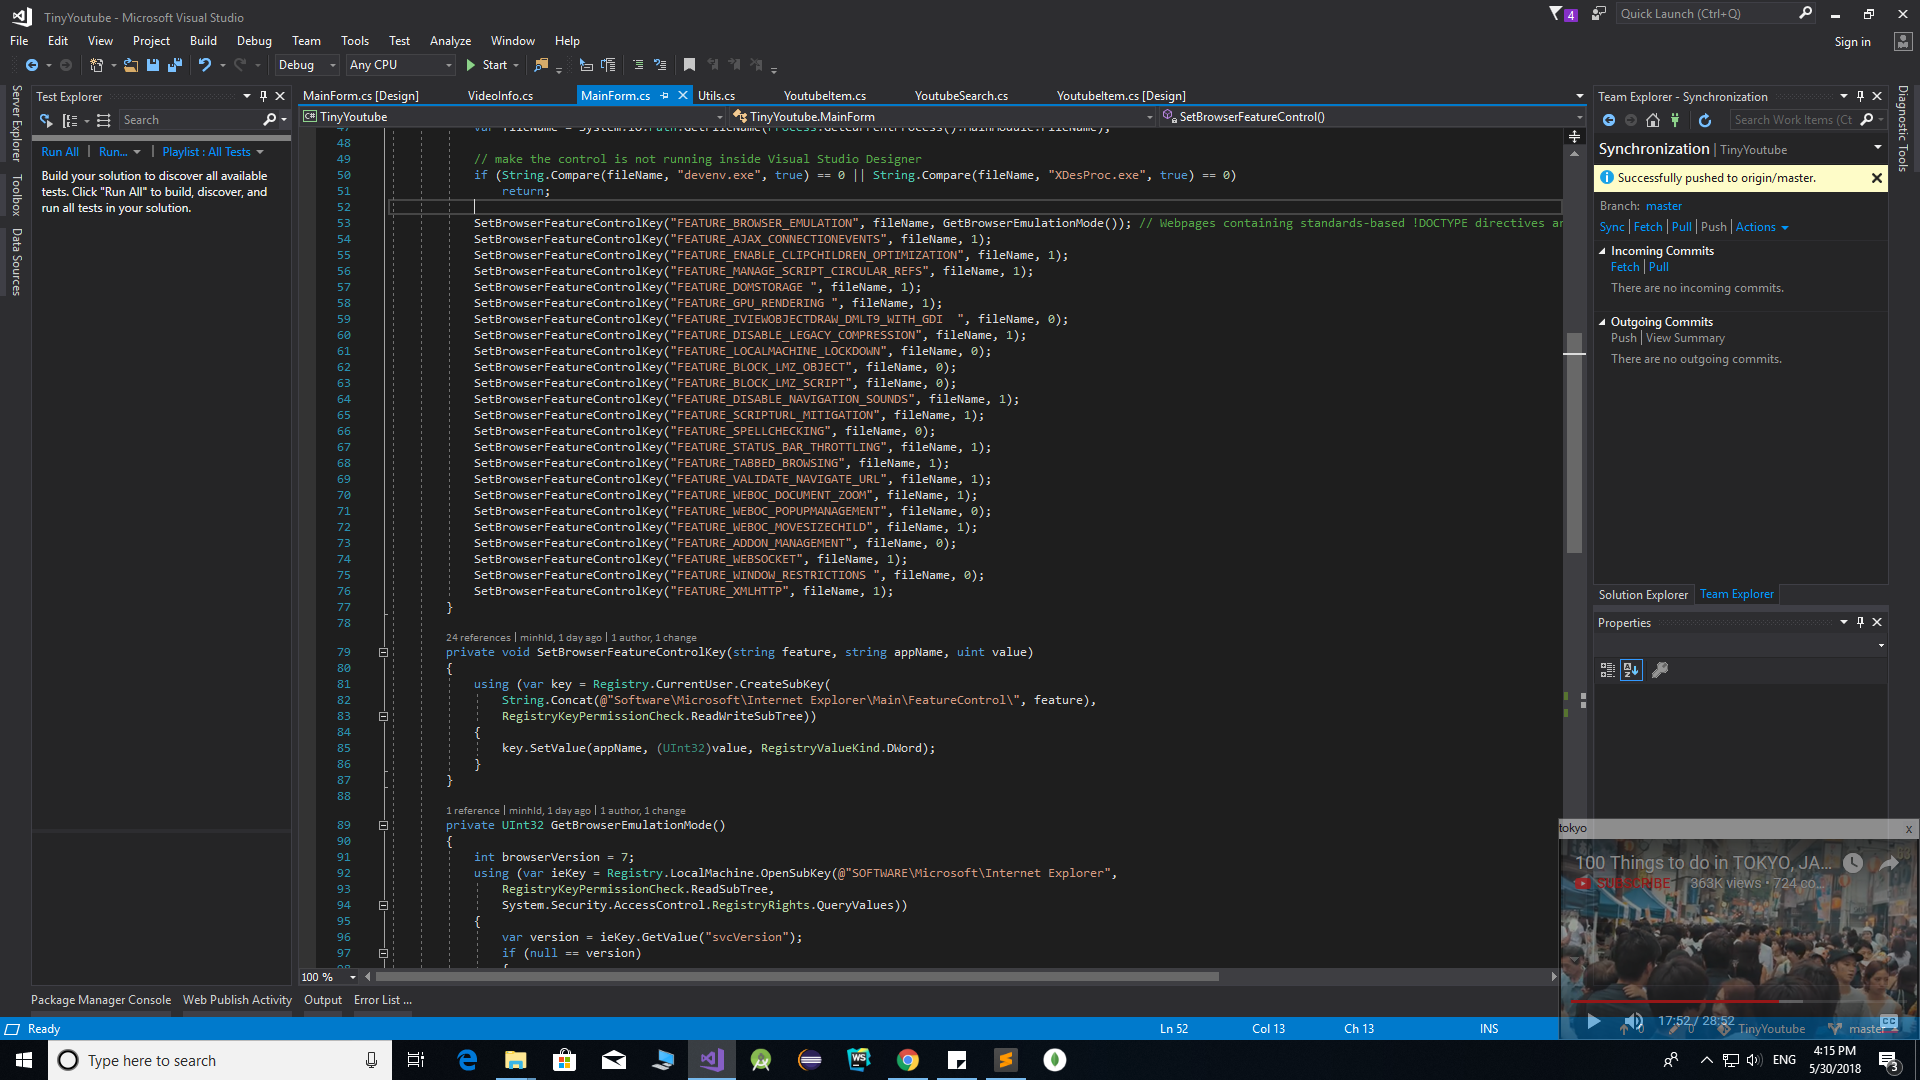 TinyYoutube - Microsoft Visual Studio
4
Quick Launch (Ctrl+Q)
File Edit View Project Build Debug Team Tools Test Analyze Window Help
Sign in
Debug
Any CPU
Start
Server Explorer
Toolbox
Data Sources
Test Explorer
Search
Run All | Run... | Playlist : All Tests
Build your solution to discover all available
tests. Click "Run All" to build, discover, and
run all tests in your solution.
MainForm.cs [Design] VideoInfo.cs MainForm.cs Utils.cs YoutubeItem.cs YoutubeSearch.cs YoutubeItem.cs [Design]
TinyYoutube TinyYoutube.MainForm SetBrowserFeatureControl()
47 var fileName = System.IO.Path.GetFileName(Process.GetCurrentProcess().MainModule.FileName);
48
49 // make the control is not running inside Visual Studio Designer
50 if (String.Compare(fileName, "devenv.exe", true) == 0 || String.Compare(fileName, "XDesProc.exe", true) == 0)
51 return;
52
53 SetBrowserFeatureControlKey("FEATURE_BROWSER_EMULATION", fileName, GetBrowserEmulationMode()); // Webpages containing standards-based !DOCTYPE directives ar
54 SetBrowserFeatureControlKey("FEATURE_AJAX_CONNECTIONEVENTS", fileName, 1);
55 SetBrowserFeatureControlKey("FEATURE_ENABLE_CLIPCHILDREN_OPTIMIZATION", fileName, 1);
56 SetBrowserFeatureControlKey("FEATURE_MANAGE_SCRIPT_CIRCULAR_REFS", fileName, 1);
57 SetBrowserFeatureControlKey("FEATURE_DOMSTORAGE ", fileName, 1);
58 SetBrowserFeatureControlKey("FEATURE_GPU_RENDERING ", fileName, 1);
59 SetBrowserFeatureControlKey("FEATURE_IVIEWOBJECTDRAW_DMLT9_WITH_GDI  ", fileName, 0);
60 SetBrowserFeatureControlKey("FEATURE_DISABLE_LEGACY_COMPRESSION", fileName, 1);
61 SetBrowserFeatureControlKey("FEATURE_LOCALMACHINE_LOCKDOWN", fileName, 0);
62 SetBrowserFeatureControlKey("FEATURE_BLOCK_LMZ_OBJECT", fileName, 0);
63 SetBrowserFeatureControlKey("FEATURE_BLOCK_LMZ_SCRIPT", fileName, 0);
64 SetBrowserFeatureControlKey("FEATURE_DISABLE_NAVIGATION_SOUNDS", fileName, 1);
65 SetBrowserFeatureControlKey("FEATURE_SCRIPTURL_MITIGATION", fileName, 1);
66 SetBrowserFeatureControlKey("FEATURE_SPELLCHECKING", fileName, 0);
67 SetBrowserFeatureControlKey("FEATURE_STATUS_BAR_THROTTLING", fileName, 1);
68 SetBrowserFeatureControlKey("FEATURE_TABBED_BROWSING", fileName, 1);
69 SetBrowserFeatureControlKey("FEATURE_VALIDATE_NAVIGATE_URL", fileName, 1);
70 SetBrowserFeatureControlKey("FEATURE_WEBOC_DOCUMENT_ZOOM", fileName, 1);
71 SetBrowserFeatureControlKey("FEATURE_WEBOC_POPUPMANAGEMENT", fileName, 0);
72 SetBrowserFeatureControlKey("FEATURE_WEBOC_MOVESIZECHILD", fileName, 1);
73 SetBrowserFeatureControlKey("FEATURE_ADDON_MANAGEMENT", fileName, 0);
74 SetBrowserFeatureControlKey("FEATURE_WEBSOCKET", fileName, 1);
75 SetBrowserFeatureControlKey("FEATURE_WINDOW_RESTRICTIONS ", fileName, 0);
76 SetBrowserFeatureControlKey("FEATURE_XMLHTTP", fileName, 1);
77 }
78
24 references | minhld, 1 day ago | 1 author, 1 change
79 private void SetBrowserFeatureControlKey(string feature, string appName, uint value)
80 {
81 using (var key = Registry.CurrentUser.CreateSubKey(
82 String.Concat(@"Software\Microsoft\Internet Explorer\Main\FeatureControl\", feature),
83 RegistryKeyPermissionCheck.ReadWriteSubTree))
84 {
85 key.SetValue(appName, (UInt32)value, RegistryValueKind.DWord);
86 }
87 }
88
1 reference | minhld, 1 day ago | 1 author, 1 change
89 private UInt32 GetBrowserEmulationMode()
90 {
91 int browserVersion = 7;
92 using (var ieKey = Registry.LocalMachine.OpenSubKey(@"SOFTWARE\Microsoft\Internet Explorer",
93 RegistryKeyPermissionCheck.ReadSubTree,
94 System.Security.AccessControl.RegistryRights.QueryValues))
95 {
96 var version = ieKey.GetValue("svcVersion");
97 if (null == version)
98 {
100 %
Team Explorer - Synchronization
Search Work Items (Ct
Synchronization | TinyYoutube
Successfully pushed to origin/master.
Branch: master
Sync | Fetch | Pull | Push | Actions
Incoming Commits
Fetch | Pull
There are no incoming commits.
Outgoing Commits
Push | View Summary
There are no outgoing commits.
Solution Explorer Team Explorer
Properties
Diagnostic Tools
tokyo x
100 Things to do in TOKYO, JA...
SUBSCRIBE 363K views • 724 co...
17:52 / 28:52
Package Manager Console Web Publish Activity Output Error List ...
Ready Ln 52 Col 13 Ch 13 INS 0 0 TinyYoutube master
Type here to search
WS
ENG
4:15 PM
5/30/2018
3